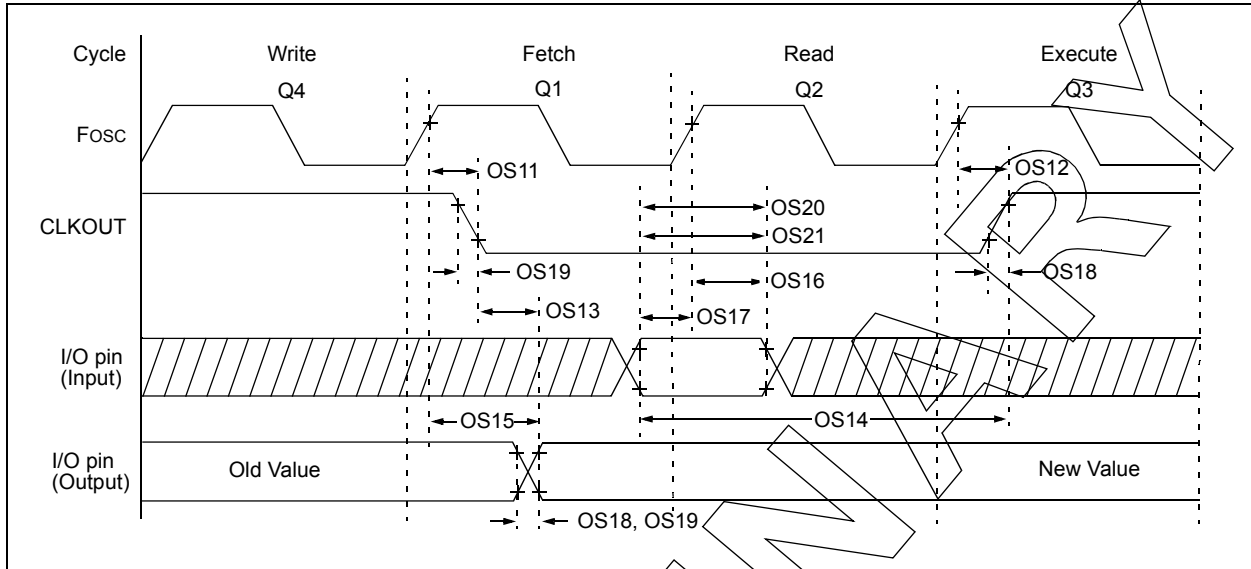 Cycle Write Fetch Read Execute
Q4 Q1 Q2 Q3
FOSC
OS11 OS12
OS20
CLKOUT OS21
OS19 OS16 OS18
OS13 OS17
I/O pin
(Input)
OS15 OS14
I/O pin
(Output) Old Value New Value
OS18, OS19